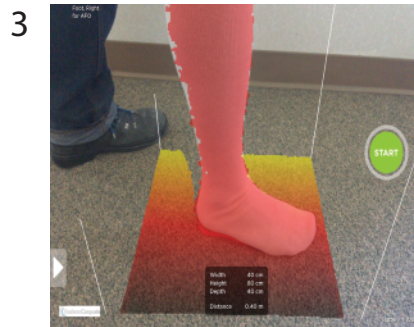 3
Foot, Right
for AFO
START
Width 40 cm
Height 80 cm
Depth 40 cm
Distance 0.40 m